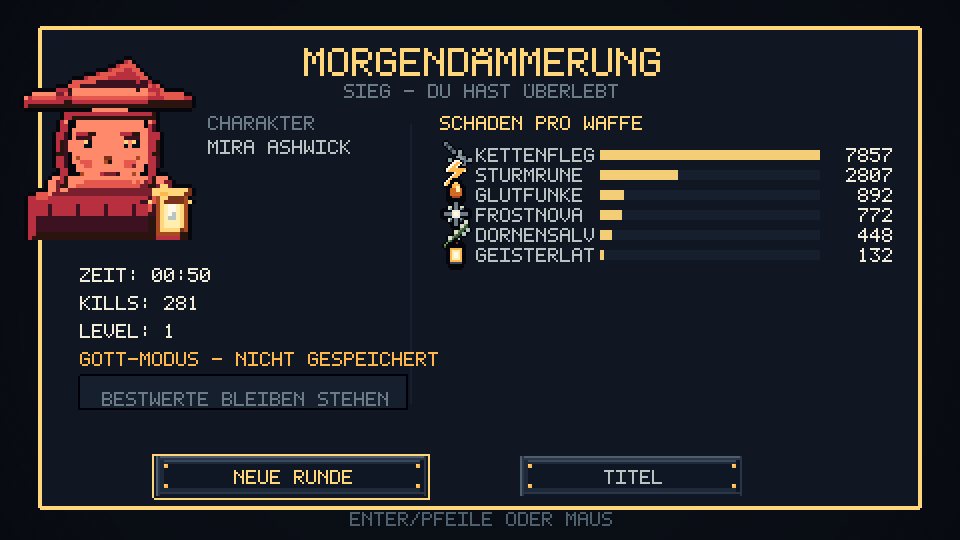 MORGENDÄMMERUNG
SIEG - DU HAST ÜBERLEBT
CHARAKTER
MIRA ASHWICK
ZEIT: 00:50
KILLS: 281
LEVEL: 1
GOTT-MODUS - NICHT GESPEICHERT
BESTWERTE BLEIBEN STEHEN
SCHADEN PRO WAFFE
KETTENFLEG 7857
STURMRUNE 2807
GLUTFUNKE 892
FROSTNOVA 772
DORNENSALV 448
GEISTERLAT 132
NEUE RUNDE
TITEL
ENTER/PFEILE ODER MAUS